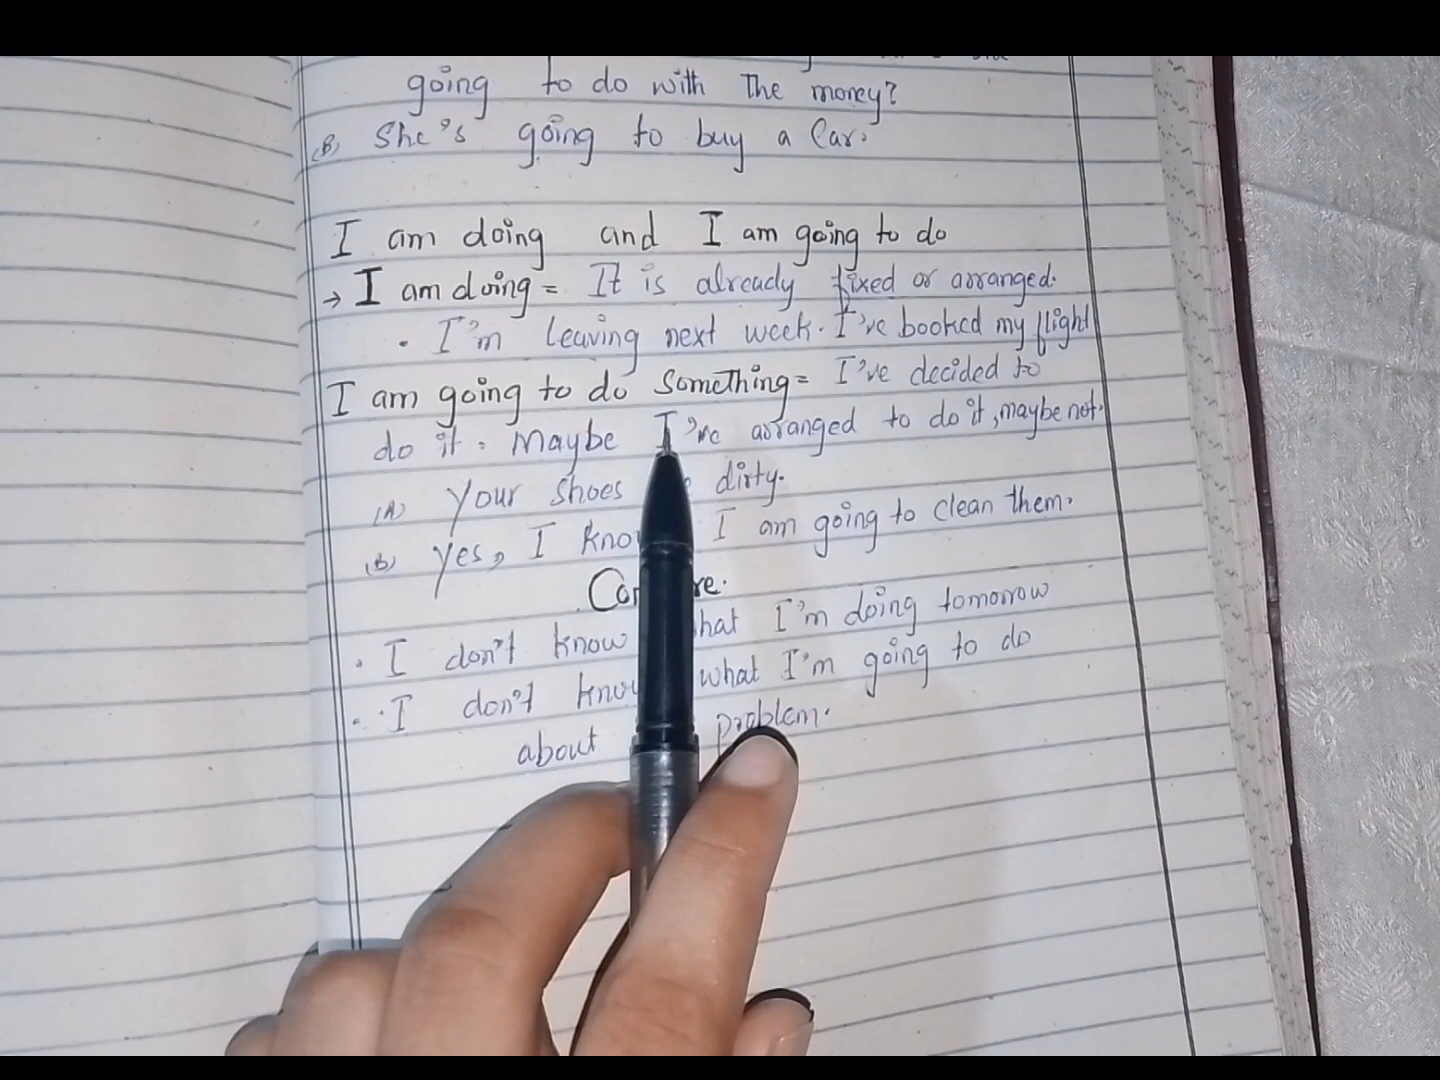 going to do with the money?
(B) She's going to buy a Car.
I am doing and I am going to do
→ I am doing = It is already fixed or arranged.
• I'm leaving next week. I've booked my flight
I am going to do something = I've decided to
do it. Maybe I've arranged to do it, maybe not.
(A) Your shoes dirty.
(B) Yes, I I am going to clean them.
• I don't know I'm doing tomorrow
• I don't what I'm going to do
about problem.